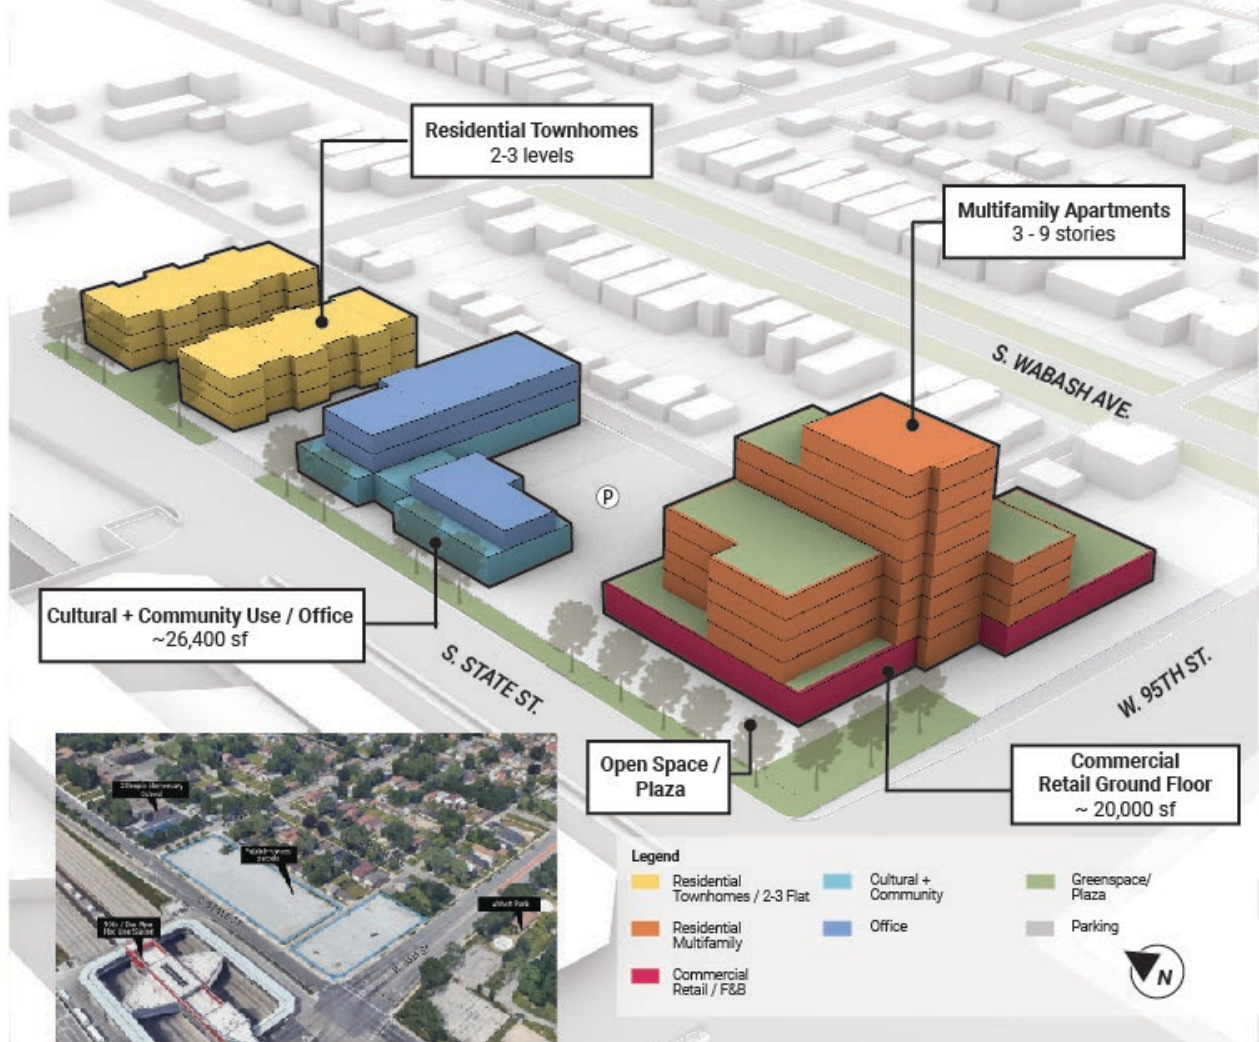 Residential Townhomes
2-3 levels
Multifamily Apartments
3 - 9 stories
S. WABASH AVE.
P
Cultural + Community Use / Office
~26,400 sf
S. STATE ST.
W. 95TH ST.
Open Space /
Plaza
Commercial
Retail Ground Floor
~ 20,000 sf
Elementary
School
Legend
Residential
Townhomes / 2-3 Flat
Residential
Multifamily
Commercial
Retail / F&B
Cultural +
Community
Office
Greenspace/
Plaza
Parking
N